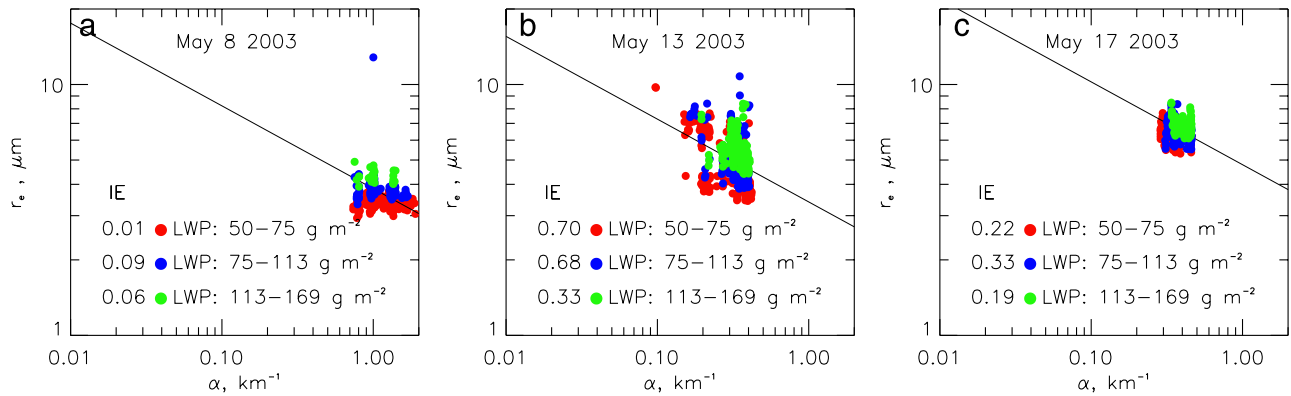 a
May 8 2003
10
1
r_e , μm
IE
0.01 LWP: 50−75 g m⁻²
0.09 LWP: 75−113 g m⁻²
0.06 LWP: 113−169 g m⁻²
0.01 0.10 1.00
α, km⁻¹
b
May 13 2003
10
1
r_e , μm
IE
0.70 LWP: 50−75 g m⁻²
0.68 LWP: 75−113 g m⁻²
0.33 LWP: 113−169 g m⁻²
0.01 0.10 1.00
α, km⁻¹
c
May 17 2003
10
1
r_e , μm
IE
0.22 LWP: 50−75 g m⁻²
0.33 LWP: 75−113 g m⁻²
0.19 LWP: 113−169 g m⁻²
0.01 0.10 1.00
α, km⁻¹